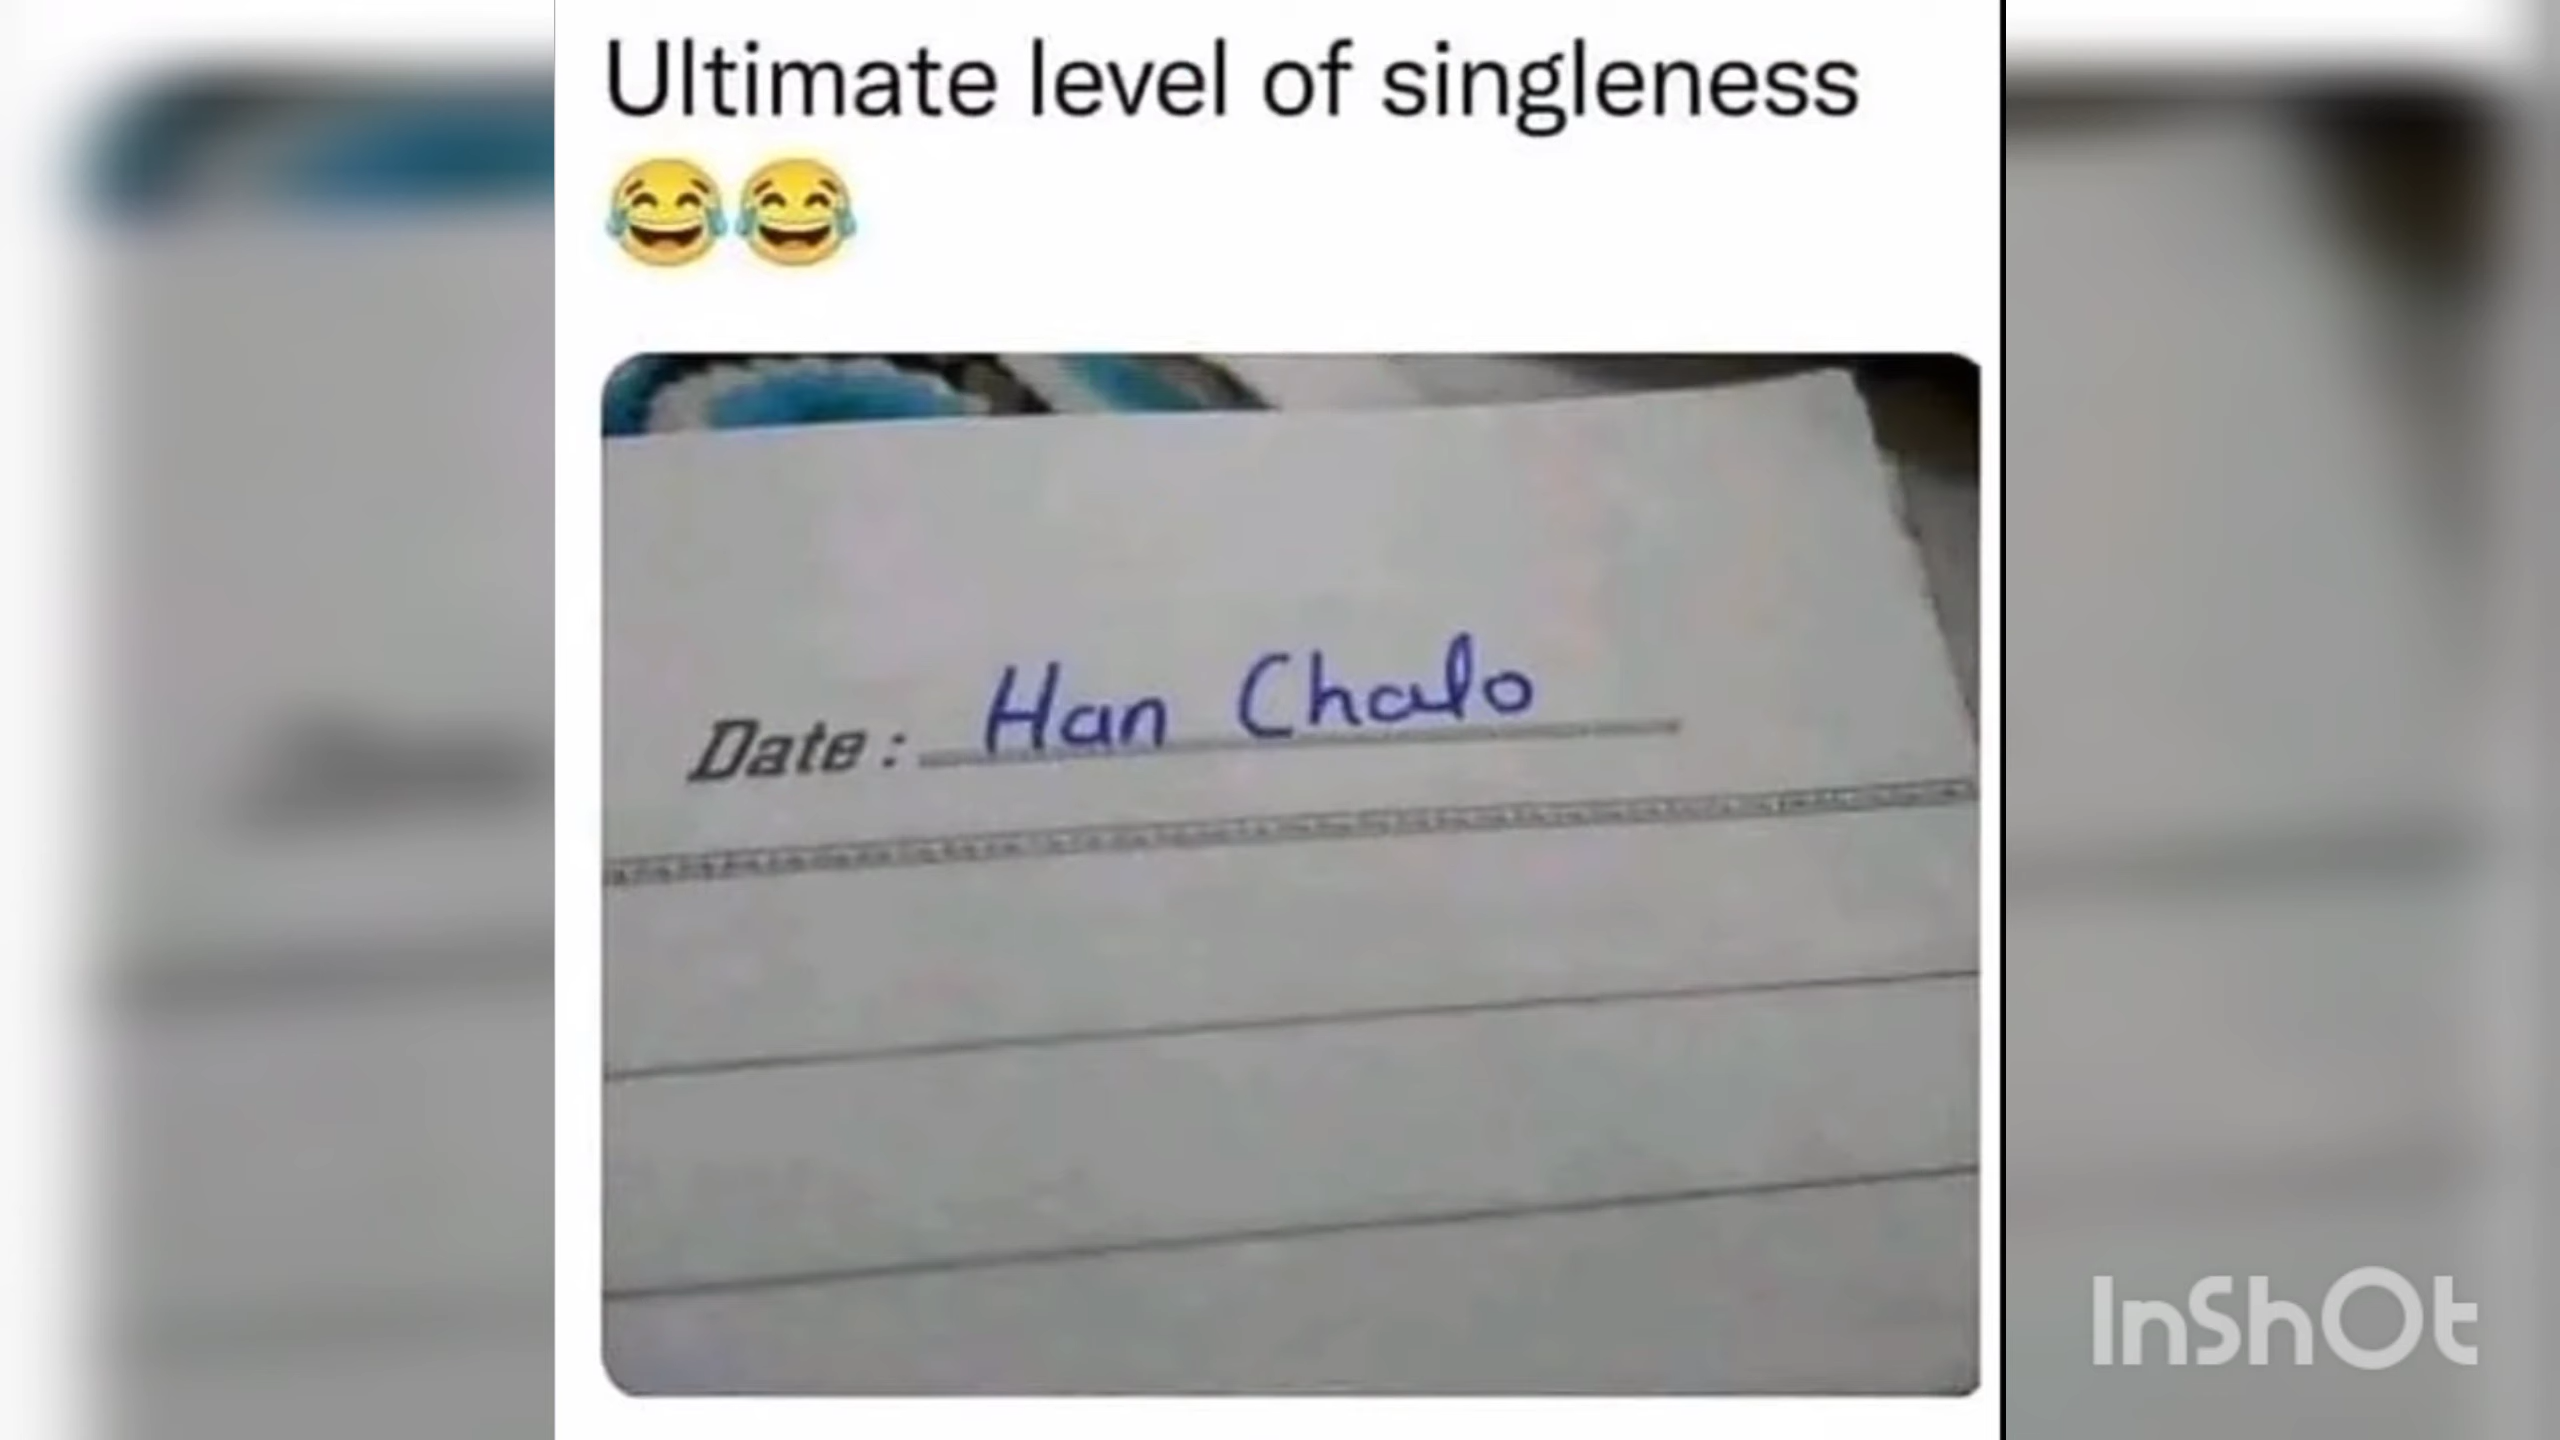 Ultimate level of singleness
😂😂
Date: Han Chalo
InShOt